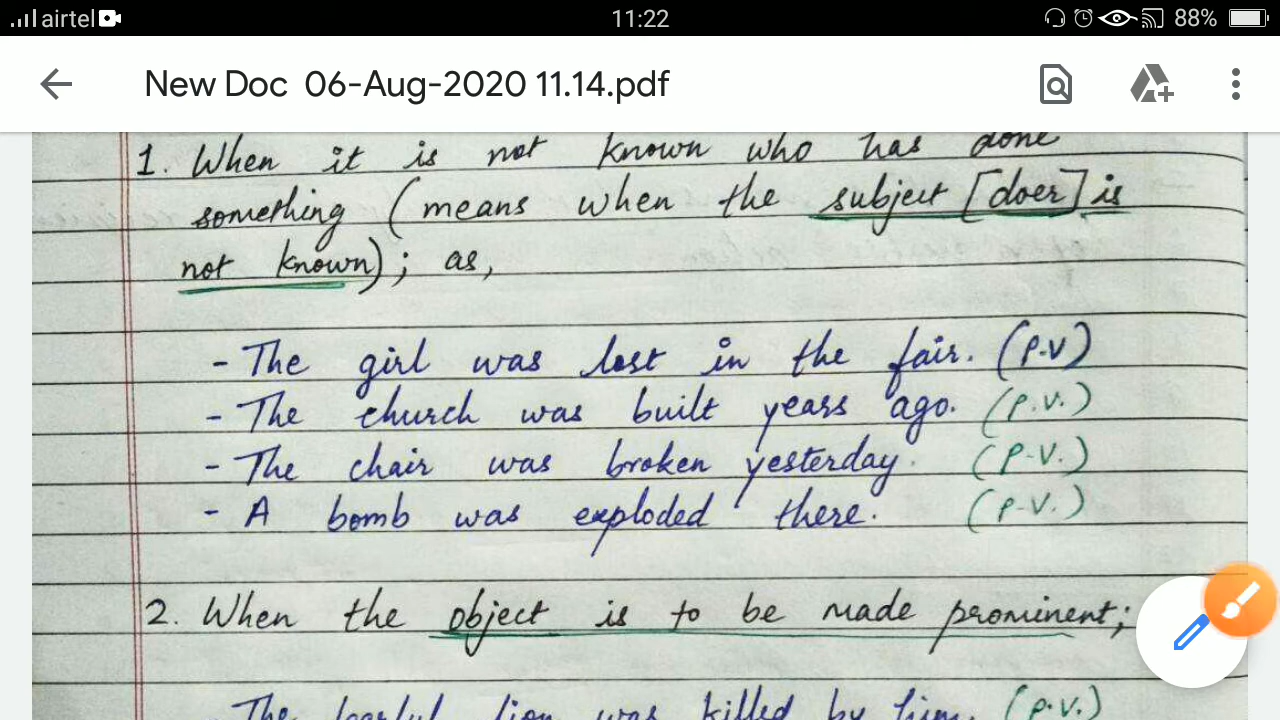 airtel 11:22 88%
New Doc 06-Aug-2020 11.14.pdf
1. When it is not known who has done
something (means when the subject [doer] is
not known); as,
- The girl was lost in the fair. (P.V)
- The church was built years ago. (P.V.)
- The chair was broken yesterday. (P.V.)
- A bomb was exploded there. (P.V.)
2. When the object is to be made prominent;
- The lion was killed by him. (P.V.)